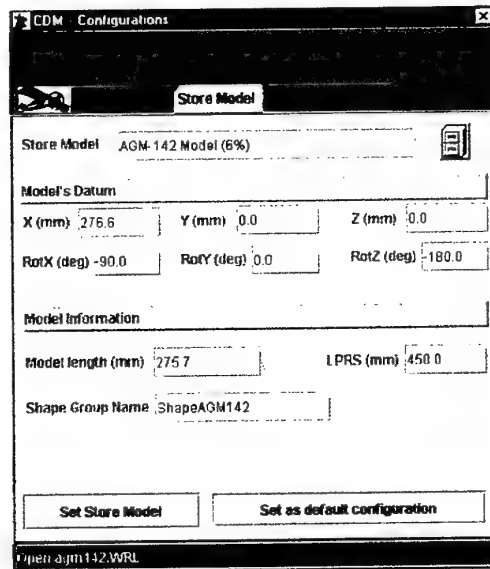 CDM - Configurations
Store Model
Store Model AGM-142 Model (6%)
Model's Datum
X (mm) 276.6 Y (mm) 0.0 Z (mm) 0.0
RotX (deg) -90.0 RotY (deg) 0.0 RotZ (deg) -180.0
Model Information
Model length (mm) 275.7 LPRS (mm) 450.0
Shape Group Name ShapeAGM142
Set Store Model Set as default configuration
Open agm142.WRL